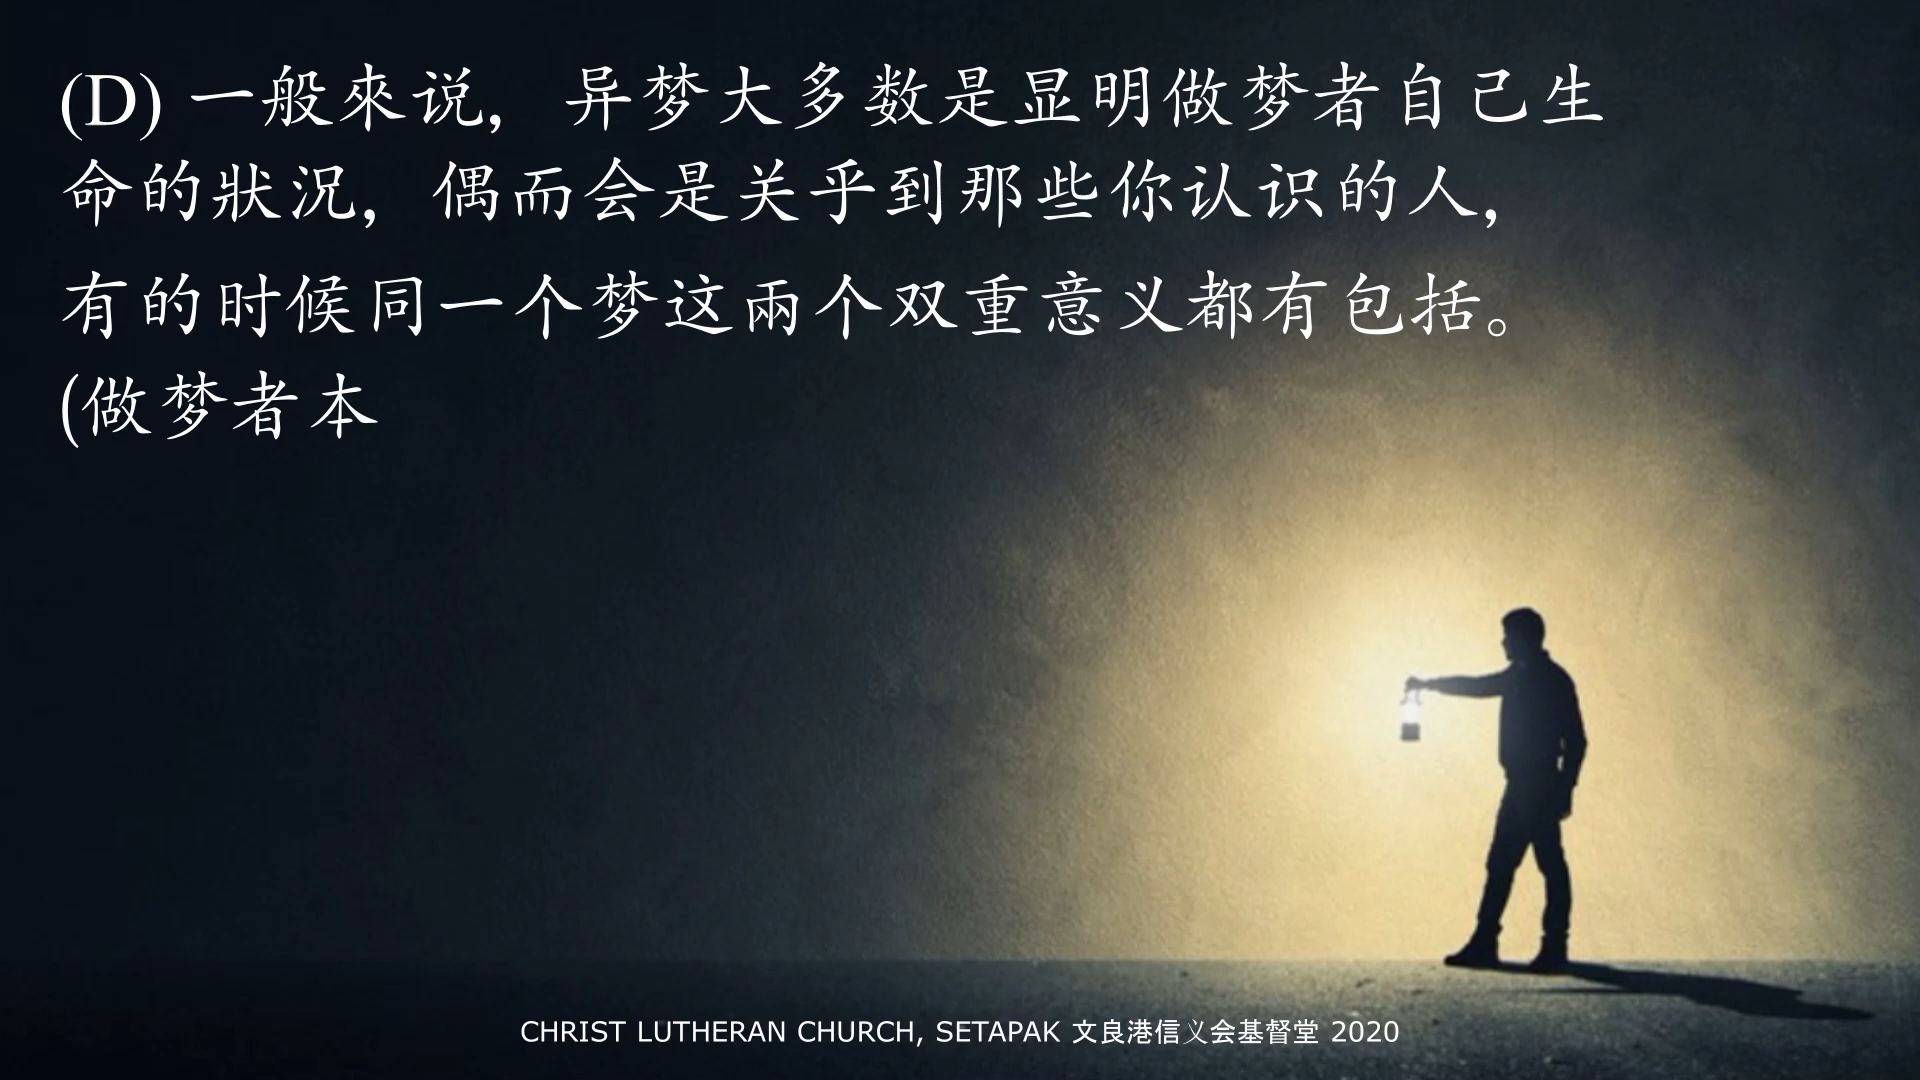 (D) 一般來说，异梦大多数是显明做梦者自己生
命的狀況，偶而会是关乎到那些你认识的人，
有的时候同一个梦这兩个双重意义都有包括。
(做梦者本
CHRIST LUTHERAN CHURCH, SETAPAK 文良港信义会基督堂 2020